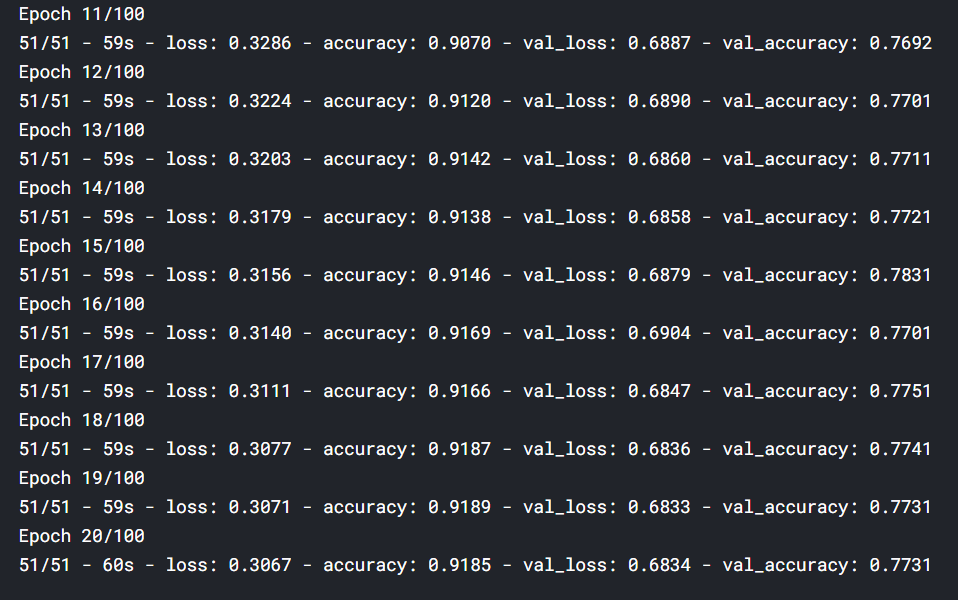 Epoch 11/100
51/51 - 59s - loss: 0.3286 - accuracy: 0.9070 - val_loss: 0.6887 - val_accuracy: 0.7692
Epoch 12/100
51/51 - 59s - loss: 0.3224 - accuracy: 0.9120 - val_loss: 0.6890 - val_accuracy: 0.7701
Epoch 13/100
51/51 - 59s - loss: 0.3203 - accuracy: 0.9142 - val_loss: 0.6860 - val_accuracy: 0.7711
Epoch 14/100
51/51 - 59s - loss: 0.3179 - accuracy: 0.9138 - val_loss: 0.6858 - val_accuracy: 0.7721
Epoch 15/100
51/51 - 59s - loss: 0.3156 - accuracy: 0.9146 - val_loss: 0.6879 - val_accuracy: 0.7831
Epoch 16/100
51/51 - 59s - loss: 0.3140 - accuracy: 0.9169 - val_loss: 0.6904 - val_accuracy: 0.7701
Epoch 17/100
51/51 - 59s - loss: 0.3111 - accuracy: 0.9166 - val_loss: 0.6847 - val_accuracy: 0.7751
Epoch 18/100
51/51 - 59s - loss: 0.3077 - accuracy: 0.9187 - val_loss: 0.6836 - val_accuracy: 0.7741
Epoch 19/100
51/51 - 59s - loss: 0.3071 - accuracy: 0.9189 - val_loss: 0.6833 - val_accuracy: 0.7731
Epoch 20/100
51/51 - 60s - loss: 0.3067 - accuracy: 0.9185 - val_loss: 0.6834 - val_accuracy: 0.7731